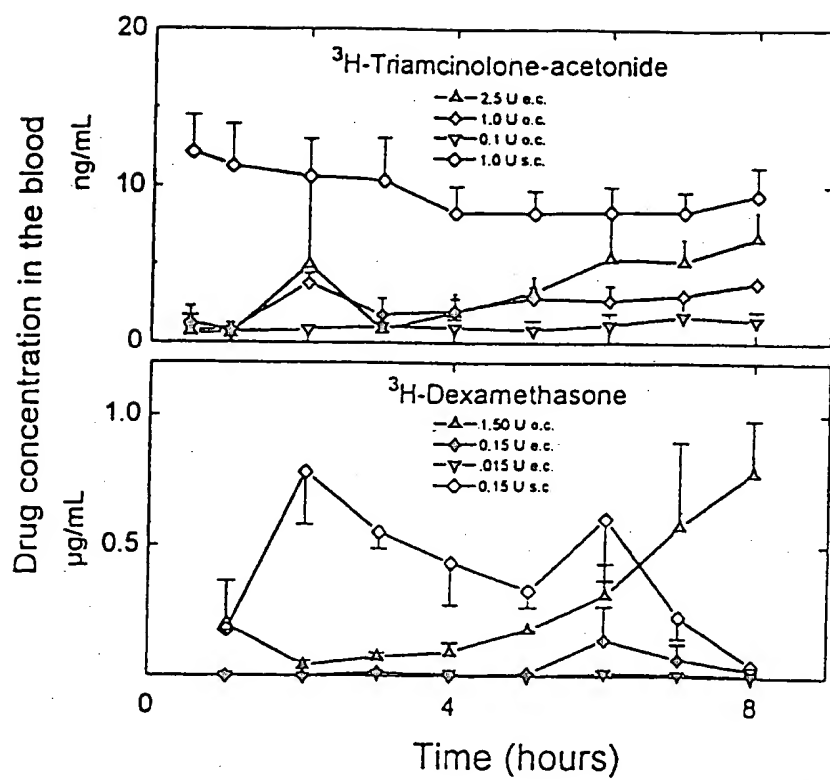 20
³H-Triamcinolone-acetonide
2.5 U e.c.
1.0 U e.c.
0.1 U e.c.
1.0 U s.c.
10
0
ng/mL
Drug concentration in the blood
³H-Dexamethasone
1.50 U e.c.
0.15 U e.c.
.015 U e.c.
0.15 U s.c
1.0
0.5
µg/mL
0 4 8
Time (hours)